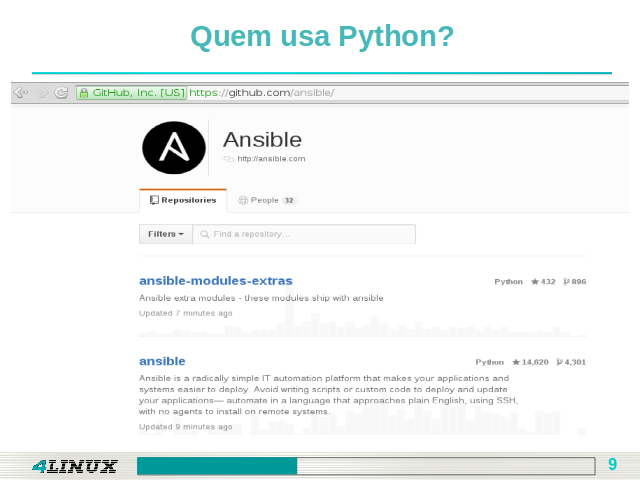 Quem usa Python?
GitHub, Inc. [US] https://github.com/ansible/
Ansible
http://ansible.com
Repositories People 32
Filters Find a repository…
ansible-modules-extras Python 432 896
Ansible extra modules - these modules ship with ansible
Updated 7 minutes ago
ansible Python 14,620 4,301
Ansible is a radically simple IT automation platform that makes your applications and
systems easier to deploy. Avoid writing scripts or custom code to deploy and update
your applications— automate in a language that approaches plain English, using SSH,
with no agents to install on remote systems.
Updated 9 minutes ago
4LINUX 9